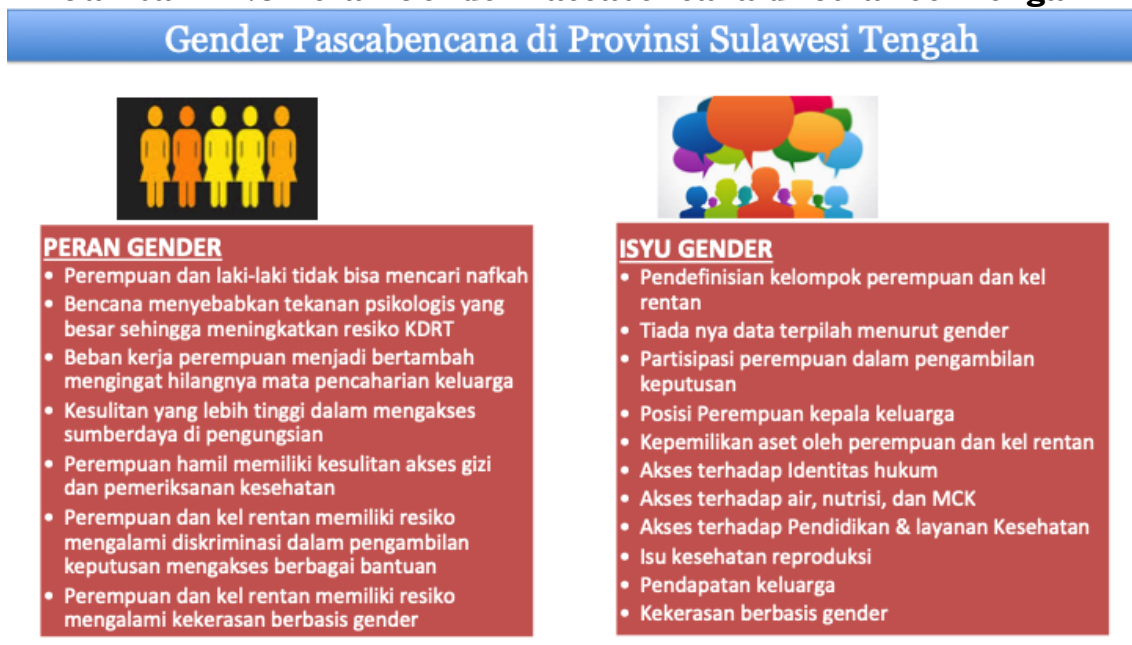 Gender Pascabencana di Provinsi Sulawesi Tengah
PERAN GENDER
• Perempuan dan laki-laki tidak bisa mencari nafkah
• Bencana menyebabkan tekanan psikologis yang
besar sehingga meningkatkan resiko KDRT
• Beban kerja perempuan menjadi bertambah
mengingat hilangnya mata pencaharian keluarga
• Kesulitan yang lebih tinggi dalam mengakses
sumberdaya di pengungsian
• Perempuan hamil memiliki kesulitan akses gizi
dan pemeriksanan kesehatan
• Perempuan dan kel rentan memiliki resiko
mengalami diskriminasi dalam pengambilan
keputusan mengakses berbagai bantuan
• Perempuan dan kel rentan memiliki resiko
mengalami kekerasan berbasis gender
ISYU GENDER
• Pendefinisian kelompok perempuan dan kel
rentan
• Tiada nya data terpilah menurut gender
• Partisipasi perempuan dalam pengambilan
keputusan
• Posisi Perempuan kepala keluarga
• Kepemilikan aset oleh perempuan dan kel rentan
• Akses terhadap Identitas hukum
• Akses terhadap air, nutrisi, dan MCK
• Akses terhadap Pendidikan & layanan Kesehatan
• Isu kesehatan reproduksi
• Pendapatan keluarga
• Kekerasan berbasis gender